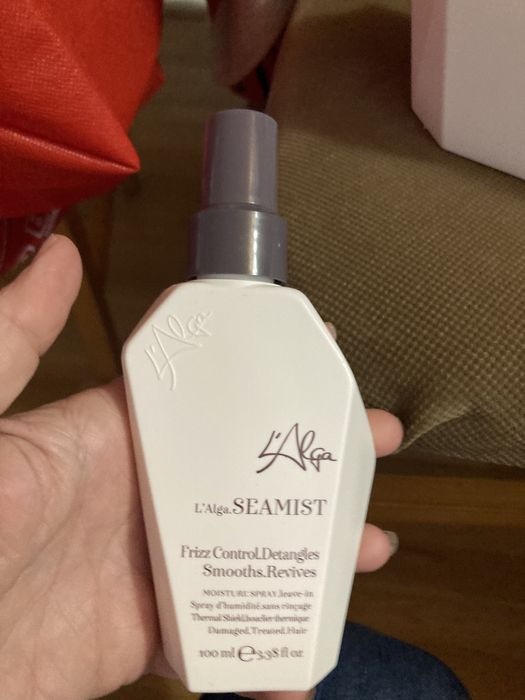 L'Alga
L'Alga
L'Alga.SEAMIST
Frizz Control.Detangles
Smooths.Revives
MOISTURE SPRAY.leave-in
Spray d'humidité.sans rinçage
Thermal Shield.bouclier thermique
Damaged.Treated.Hair
100 ml ℮ 3.38 fl oz